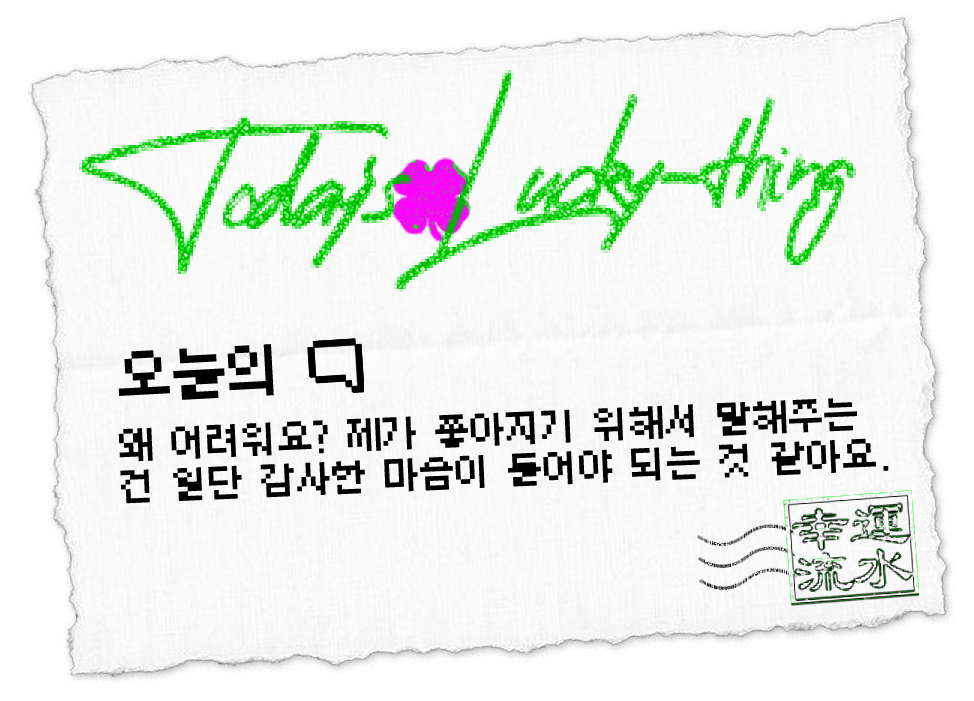 Today's Lucky-thing
오늘의
왜 어려워요? 제가 좋아지기 위해서 말해주는
건 일단 감사한 마음이 들어야 되는 것 같아요.
幸運
流水